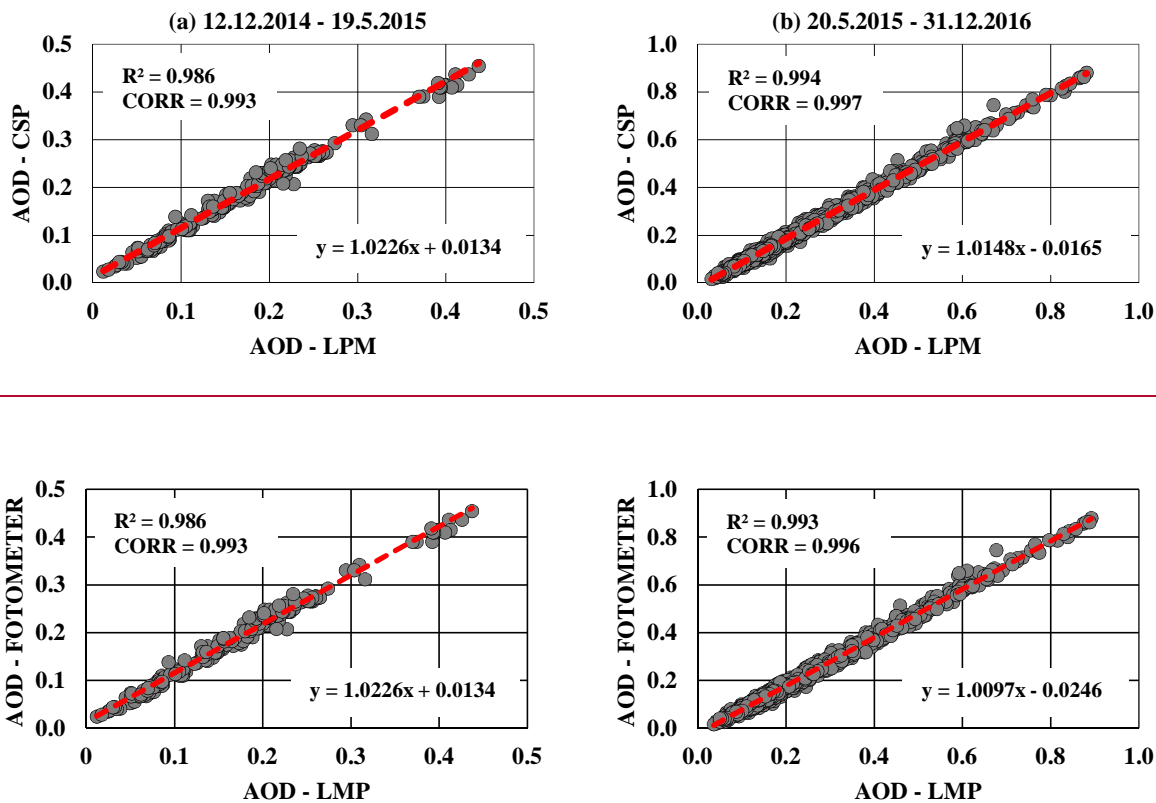 (a) 12.12.2014 - 19.5.2015
0.5
0.4
0.3
0.2
0.1
0.0
AOD - CSP
R² = 0.986
CORR = 0.993
y = 1.0226x + 0.0134
0 0.1 0.2 0.3 0.4 0.5
AOD - LPM
(b) 20.5.2015 - 31.12.2016
1.0
0.8
0.6
0.4
0.2
0.0
AOD - CSP
R² = 0.994
CORR = 0.997
y = 1.0148x - 0.0165
0.0 0.2 0.4 0.6 0.8 1.0
AOD - LPM
0.5
0.4
0.3
0.2
0.1
0.0
AOD - FOTOMETER
R² = 0.986
CORR = 0.993
y = 1.0226x + 0.0134
0 0.1 0.2 0.3 0.4 0.5
AOD - LMP
1.0
0.8
0.6
0.4
0.2
0.0
AOD - FOTOMETER
R² = 0.993
CORR = 0.996
y = 1.0097x - 0.0246
0.0 0.2 0.4 0.6 0.8 1.0
AOD - LMP